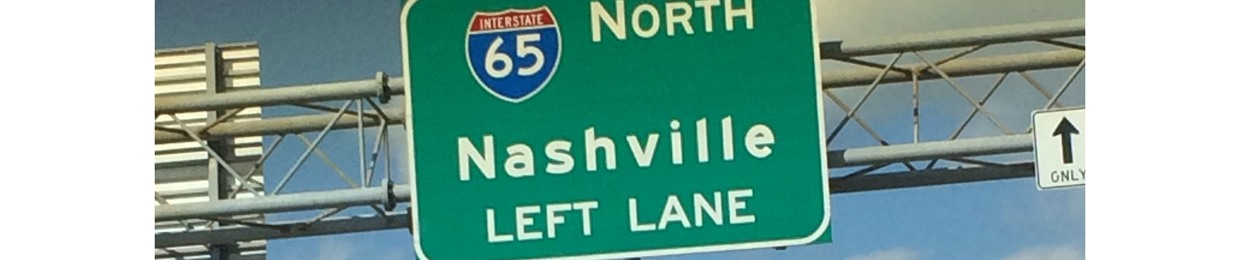 INTERSTATE
65
NORTH
Nashville
LEFT LANE
ONLY